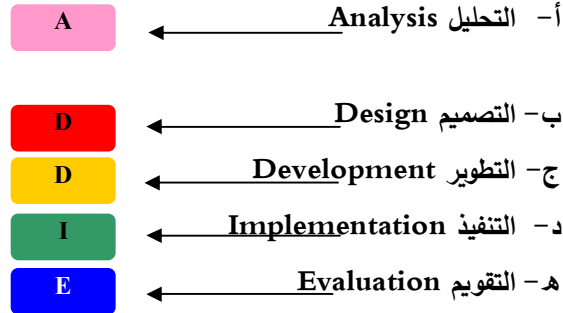 أ- التحليل Analysis
A
ب- التصميم Design
D
ج- التطوير Development
D
د- التنفيذ Implementation
I
هـ- التقويم Evaluation
E